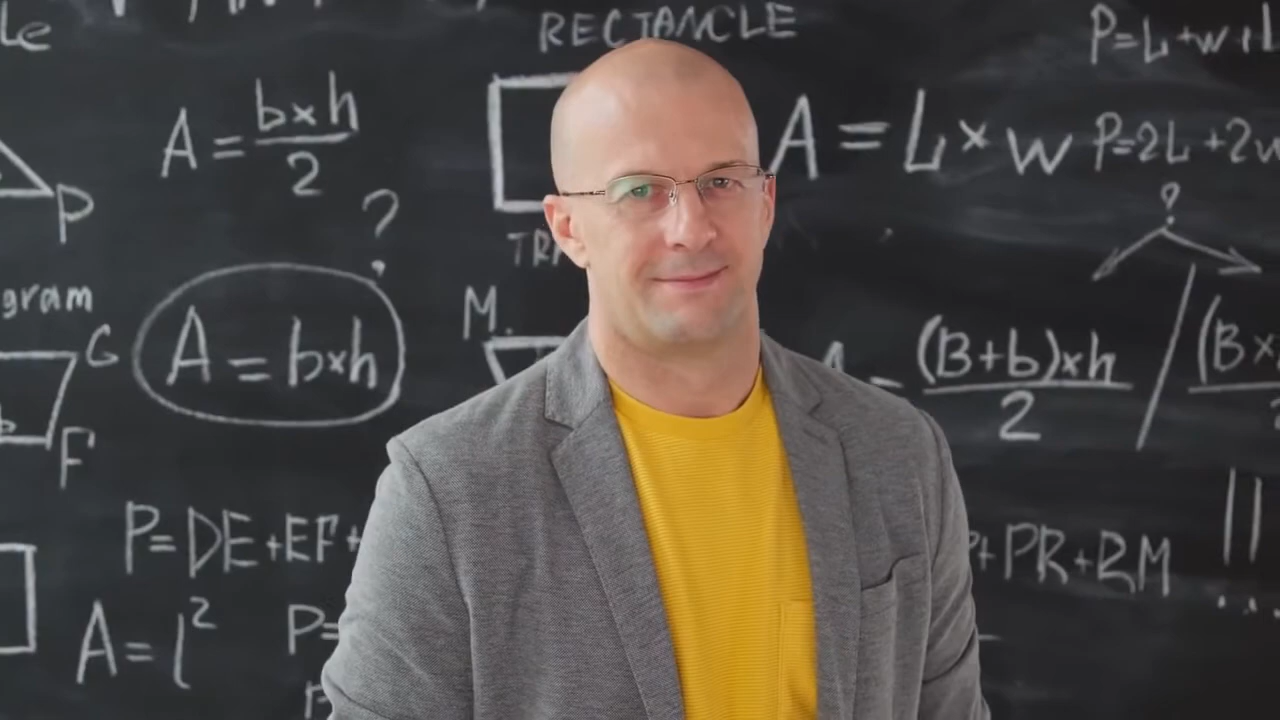 RECTANGLE
P=L+w+L
A = b×h / 2
A = L×w
P=2L+2w
P
?
?
gram
M
G
A = b×h
(B+b)×h / 2
(B×
F
P=DE+EF+
+PR+RM
!!
A = l²
P=